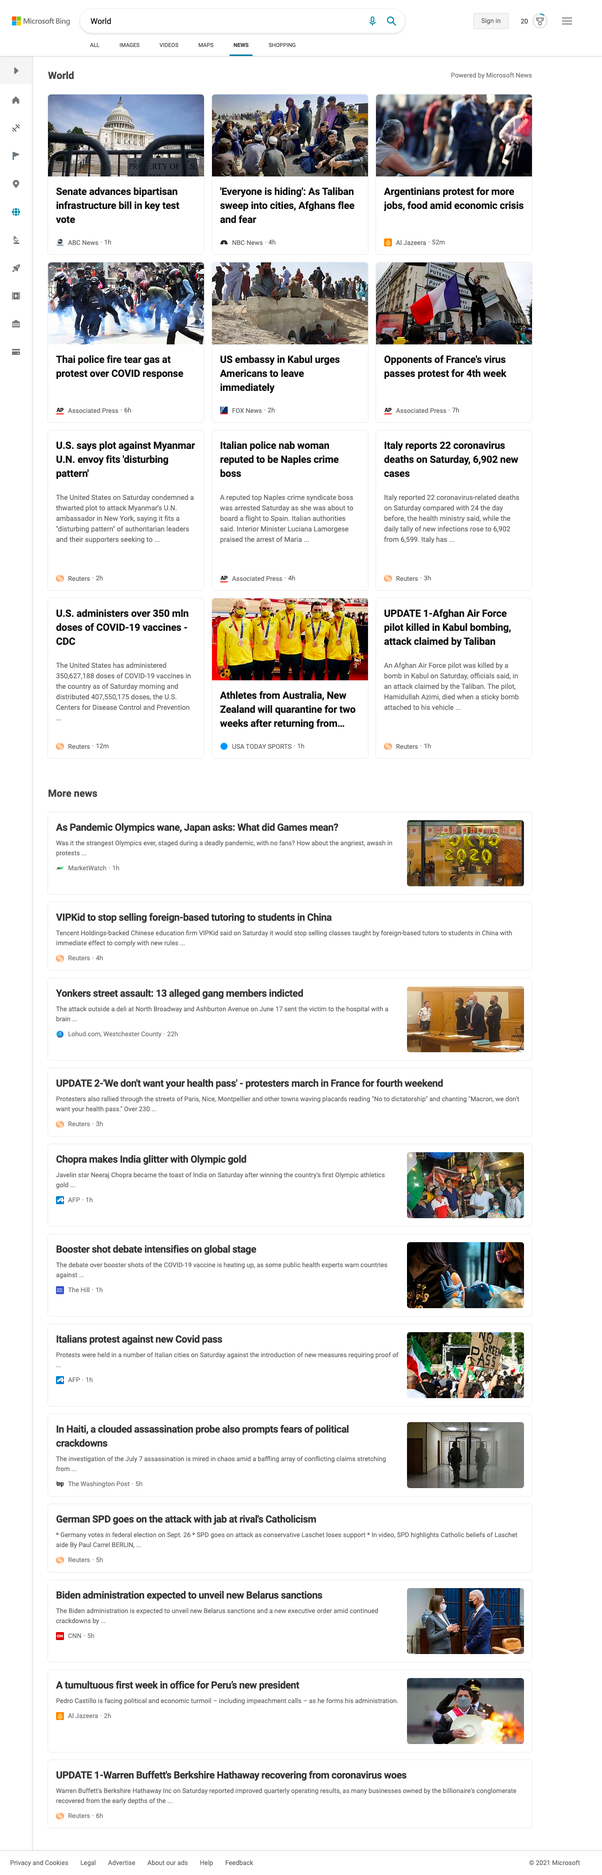 Microsoft Bing
World
Sign in
20
ALL
IMAGES
VIDEOS
MAPS
NEWS
SHOPPING
World
Powered by Microsoft News
PROPERTY OF U.S.
Senate advances bipartisan
infrastructure bill in key test
vote
ABC News · 1h
'Everyone is hiding': As Taliban
sweep into cities, Afghans flee
and fear
NBC News · 4h
Argentinians protest for more
jobs, food amid economic crisis
Al Jazeera · 52m
Thai police fire tear gas at
protest over COVID response
AP Associated Press · 6h
US embassy in Kabul urges
Americans to leave
immediately
FOX News · 2h
Opponents of France's virus
passes protest for 4th week
AP Associated Press · 7h
U.S. says plot against Myanmar
U.N. envoy fits 'disturbing
pattern'
The United States on Saturday condemned a
thwarted plot to attack Myanmar's U.N.
ambassador in New York, saying it fits a
"disturbing pattern" of authoritarian leaders
and their supporters seeking to ...
Reuters · 2h
Italian police nab woman
reputed to be Naples crime
boss
A reputed top Naples crime syndicate boss
was arrested Saturday as she was about to
board a flight to Spain. Italian authorities
said. Interior Minister Luciana Lamorgese
praised the arrest of Maria ...
AP Associated Press · 4h
Italy reports 22 coronavirus
deaths on Saturday, 6,902 new
cases
Italy reported 22 coronavirus-related deaths
on Saturday compared with 24 the day
before, the health ministry said, while the
daily tally of new infections rose to 6,902
from 6,599. Italy has ...
Reuters · 3h
U.S. administers over 350 mln
doses of COVID-19 vaccines -
CDC
The United States has administered
350,627,188 doses of COVID-19 vaccines in
the country as of Saturday morning and
distributed 407,550,175 doses, the U.S.
Centers for Disease Control and Prevention
...
Reuters · 12m
Athletes from Australia, New
Zealand will quarantine for two
weeks after returning from...
USA TODAY SPORTS · 1h
UPDATE 1-Afghan Air Force
pilot killed in Kabul bombing,
attack claimed by Taliban
An Afghan Air Force pilot was killed by a
bomb in Kabul on Saturday, officials said, in
an attack claimed by the Taliban. The pilot,
Hamidullah Azimi, died when a sticky bomb
attached to his vehicle ...
Reuters · 1h
More news
As Pandemic Olympics wane, Japan asks: What did Games mean?
Was it the strangest Olympics ever, staged during a deadly pandemic, with no fans? How about the angriest, awash in
protests ...
MarketWatch · 1h
TOKYO
2020
VIPKid to stop selling foreign-based tutoring to students in China
Tencent Holdings-backed Chinese education firm VIPKid said on Saturday it would stop selling classes taught by foreign-based tutors to students in China with
immediate effect to comply with new rules ...
Reuters · 4h
Yonkers street assault: 13 alleged gang members indicted
The attack outside a deli at North Broadway and Ashburton Avenue on June 17 sent the victim to the hospital with a
brain ...
Lohud.com, Westchester County · 22h
UPDATE 2-'We don't want your health pass' - protesters march in France for fourth weekend
Protesters also rallied through the streets of Paris, Nice, Montpellier and other towns waving placards reading "No to dictatorship" and chanting "Macron, we don't
want your health pass." Over 230 ...
Reuters · 3h
Chopra makes India glitter with Olympic gold
Javelin star Neeraj Chopra became the toast of India on Saturday after winning the country's first Olympic athletics
gold ...
AFP · 1h
Booster shot debate intensifies on global stage
The debate over booster shots of the COVID-19 vaccine is heating up, as some public health experts warn countries
against ...
The Hill · 1h
Italians protest against new Covid pass
Protests were held in a number of Italian cities on Saturday against the introduction of new measures requiring proof of
...
AFP · 1h
NO
GREEN
PASS
In Haiti, a clouded assassination probe also prompts fears of political
crackdowns
The investigation of the July 7 assassination is mired in chaos amid a baffling array of conflicting claims stretching
from ...
wp The Washington Post · 5h
German SPD goes on the attack with jab at rival's Catholicism
* Germany votes in federal election on Sept. 26 * SPD goes on attack as conservative Laschet loses support * In video, SPD highlights Catholic beliefs of Laschet
aide By Paul Carrel BERLIN, ...
Reuters · 5h
Biden administration expected to unveil new Belarus sanctions
The Biden administration is expected to unveil new Belarus sanctions and a new executive order amid continued
crackdowns by ...
CNN CNN · 5h
A tumultuous first week in office for Peru's new president
Pedro Castillo is facing political and economic turmoil – including impeachment calls – as he forms his administration.
Al Jazeera · 2h
UPDATE 1-Warren Buffett's Berkshire Hathaway recovering from coronavirus woes
Warren Buffett's Berkshire Hathaway Inc on Saturday reported improved quarterly operating results, as many businesses owned by the billionaire's conglomerate
recovered from the early depths of the ...
Reuters · 6h
Privacy and Cookies
Legal
Advertise
About our ads
Help
Feedback
© 2021 Microsoft